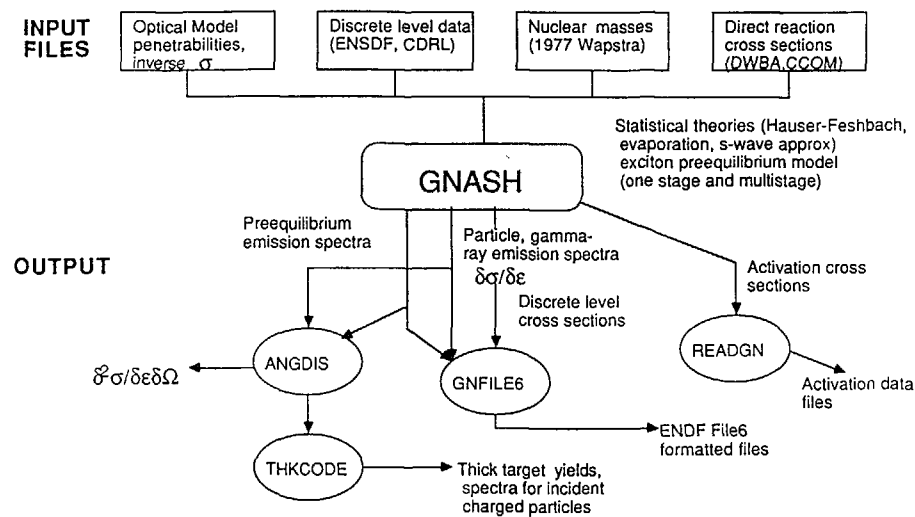 INPUT
FILES
Optical Model
penetrabilities,
inverse σ
Discrete level data
(ENSDF, CDRL)
Nuclear masses
(1977 Wapstra)
Direct reaction
cross sections
(DWBA,CCOM)
Statistical theories (Hauser-Feshbach,
evaporation, s-wave approx)
exciton preequilibrium model
(one stage and multistage)
GNASH
Preequilibrium
emission spectra
Particle, gamma-
ray emission spectra
δσ/δε
OUTPUT
Activation cross
sections
Discrete level
cross sections
ANGDIS
GNFILE6
READGN
δ²σ/δεδΩ
Activation data
files
ENDF File6
formatted files
THKCODE
Thick target yields,
spectra for incident
charged particles